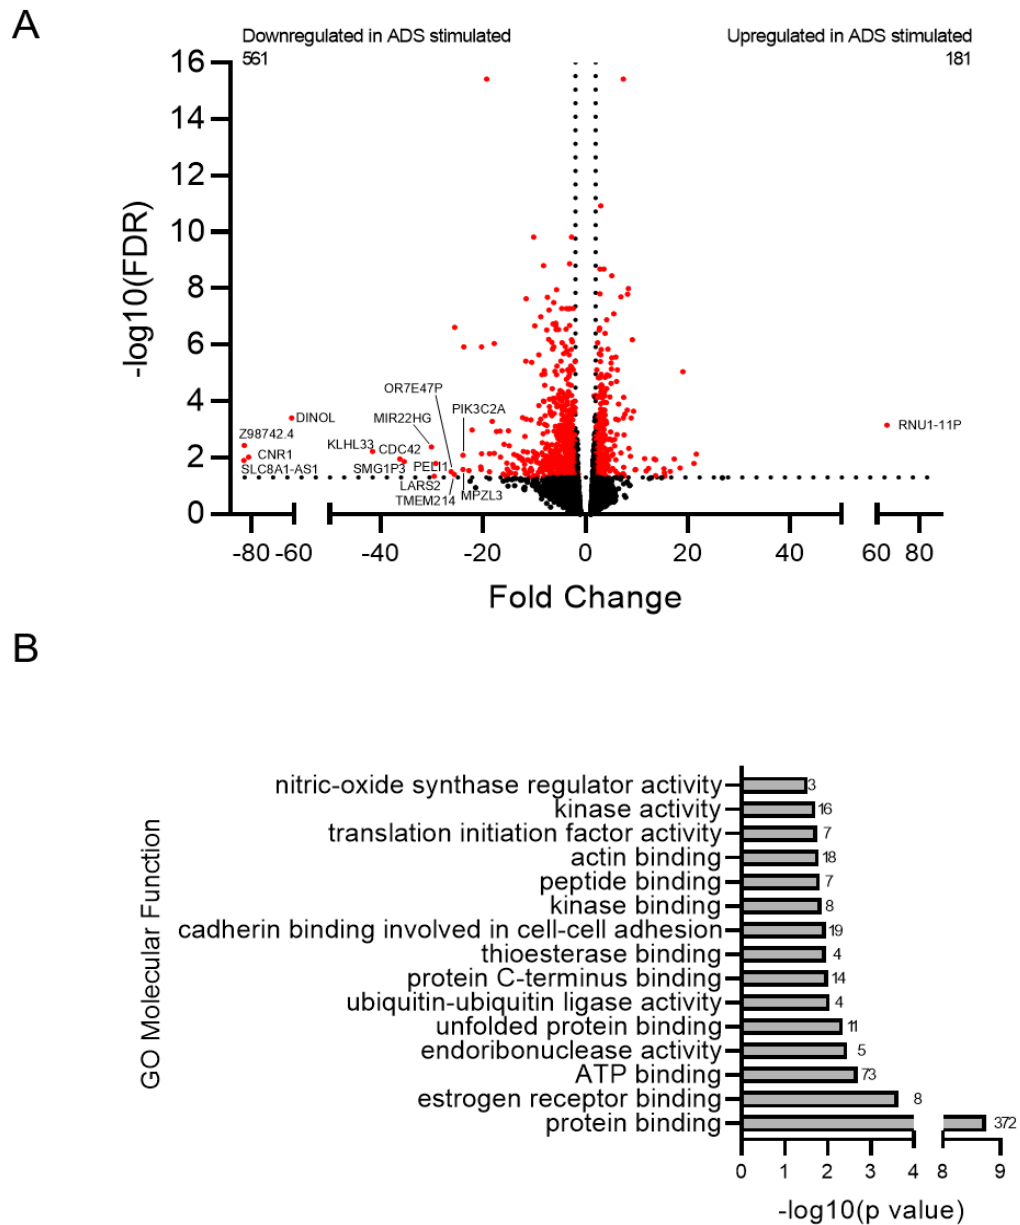 A
Downregulated in ADS stimulated
561
Upregulated in ADS stimulated
181
-log10(FDR)
16
14
12
10
8
6
4
2
0
OR7E47P
MIR22HG
PIK3C2A
DINOL
Z98742.4
CNR1
SLC8A1-AS1
KLHL33
CDC42
SMG1P3
PELI1
LARS2
TMEM214
MPZL3
RNU1-11P
-80 -60 -40 -20 0 20 40 60 80
Fold Change
B
GO Molecular Function
nitric-oxide synthase regulator activity 3
kinase activity 16
translation initiation factor activity 7
actin binding 18
peptide binding 7
kinase binding 8
cadherin binding involved in cell-cell adhesion 19
thioesterase binding 4
protein C-terminus binding 14
ubiquitin-ubiquitin ligase activity 4
unfolded protein binding 11
endoribonuclease activity 5
ATP binding 73
estrogen receptor binding 8
protein binding 372
0 1 2 3 4 8 9
-log10(p value)